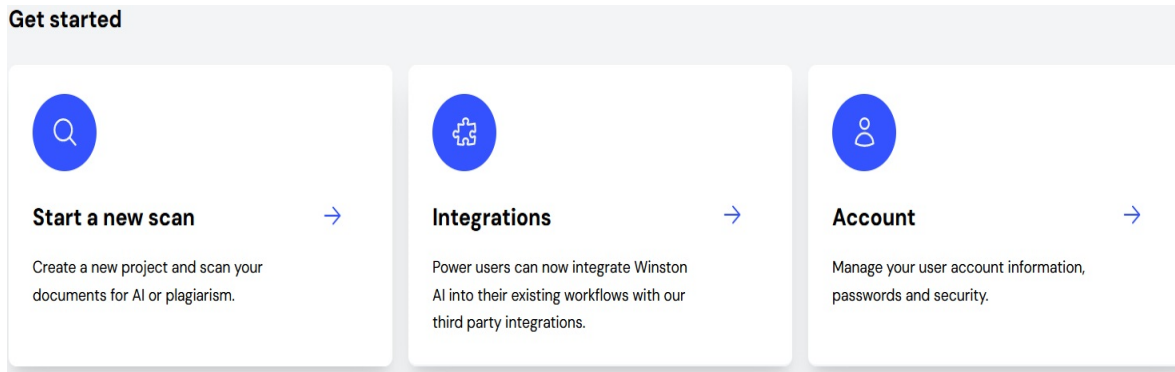 Get started
Start a new scan
Create a new project and scan your
documents for AI or plagiarism.
Integrations
Power users can now integrate Winston
AI into their existing workflows with our
third party integrations.
Account
Manage your user account information,
passwords and security.